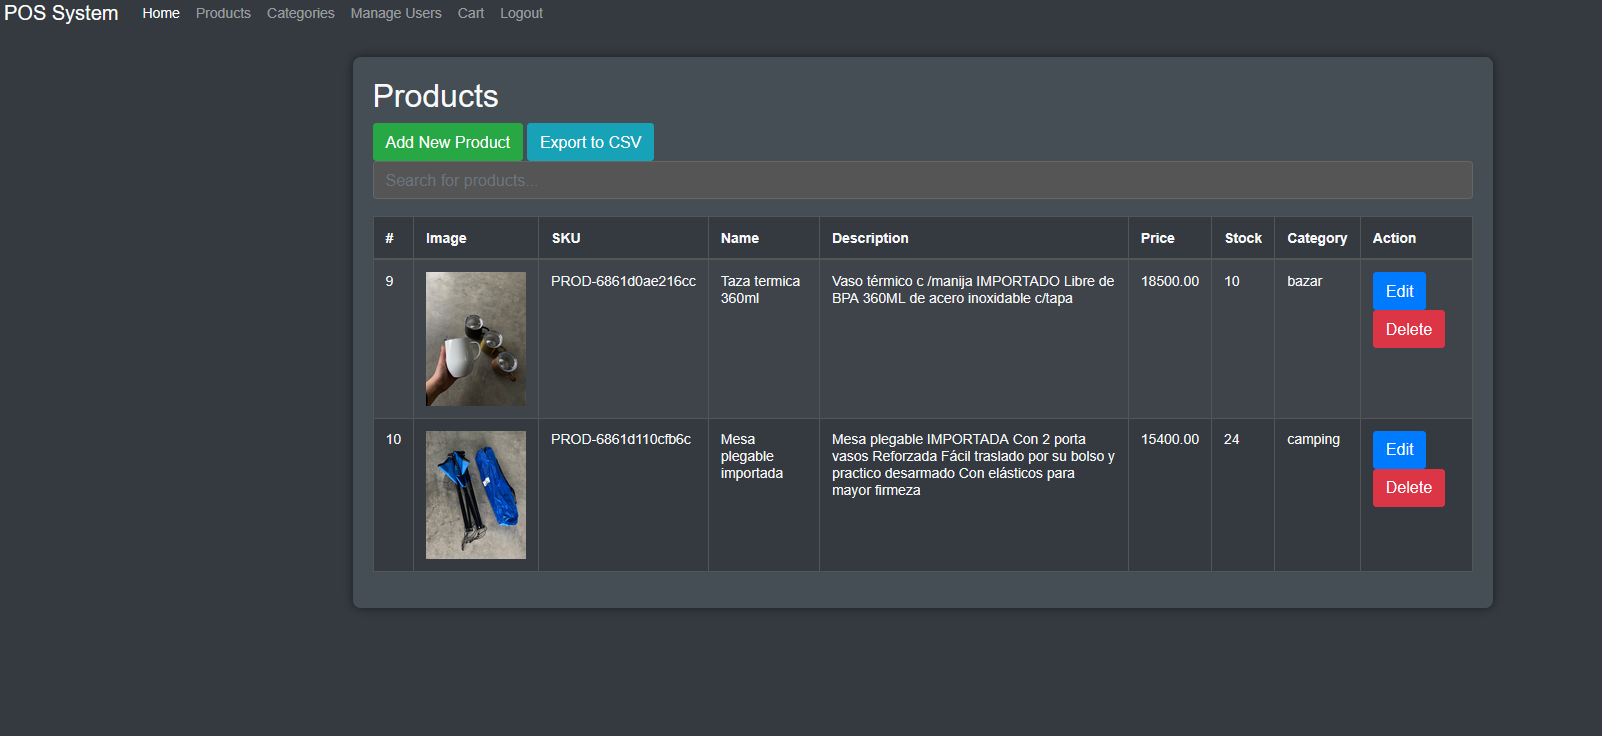 POS System Home Products Categories Manage Users Cart Logout
Products
Add New Product Export to CSV
Search for products...
# Image SKU Name Description Price Stock Category Action
9 PROD-6861d0ae216cc Taza termica Vaso térmico c /manija IMPORTADO Libre de 18500.00 10 bazar Edit
360ml BPA 360ML de acero inoxidable c/tapa
Delete
10 PROD-6861d110cfb6c Mesa Mesa plegable IMPORTADA Con 2 porta 15400.00 24 camping Edit
plegable vasos Reforzada Fácil traslado por su bolso y
importada practico desarmado Con elásticos para
mayor firmeza Delete